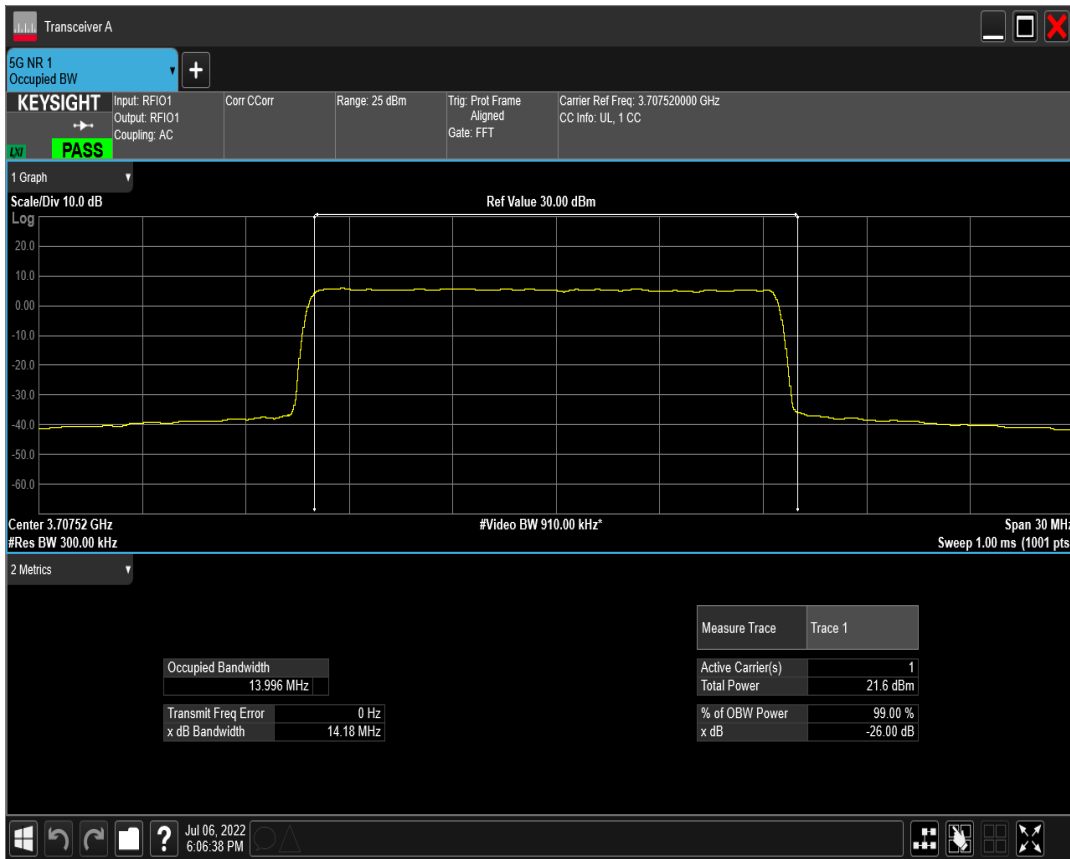 Transceiver A
5G NR 1
Occupied BW
+
KEYSIGHT
LXI
PASS
Input: RFIO1
Output: RFIO1
Coupling: AC
Corr CCorr
Range: 25 dBm
Trig: Prot Frame
Aligned
Gate: FFT
Carrier Ref Freq: 3.707520000 GHz
CC Info: UL, 1 CC
1 Graph
Scale/Div 10.0 dB
Ref Value 30.00 dBm
Log
20.0
10.0
0.00
-10.0
-20.0
-30.0
-40.0
-50.0
-60.0
Center 3.70752 GHz
#Video BW 910.00 kHz*
Span 30 MHz
#Res BW 300.00 kHz
Sweep 1.00 ms (1001 pts
2 Metrics
Measure Trace Trace 1
Occupied Bandwidth
13.996 MHz
Active Carrier(s) 1
Total Power 21.6 dBm
Transmit Freq Error 0 Hz
x dB Bandwidth 14.18 MHz
% of OBW Power 99.00 %
x dB -26.00 dB
?
Jul 06, 2022
6:06:38 PM